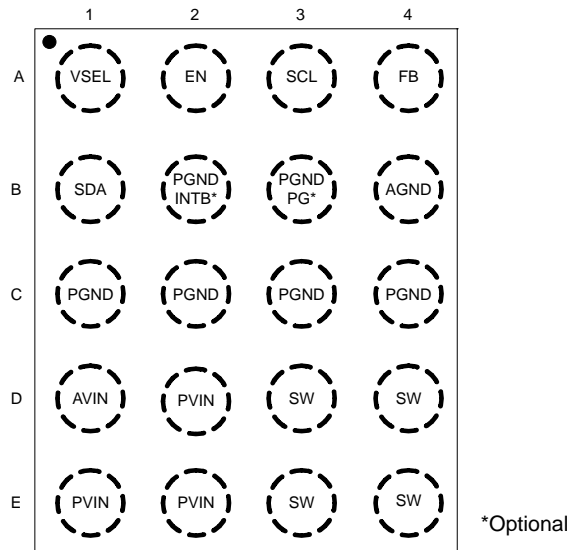 1 2 3 4
A VSEL EN SCL FB
B SDA PGND INTB* PGND PG* AGND
C PGND PGND PGND PGND
D AVIN PVIN SW SW
E PVIN PVIN SW SW
*Optional